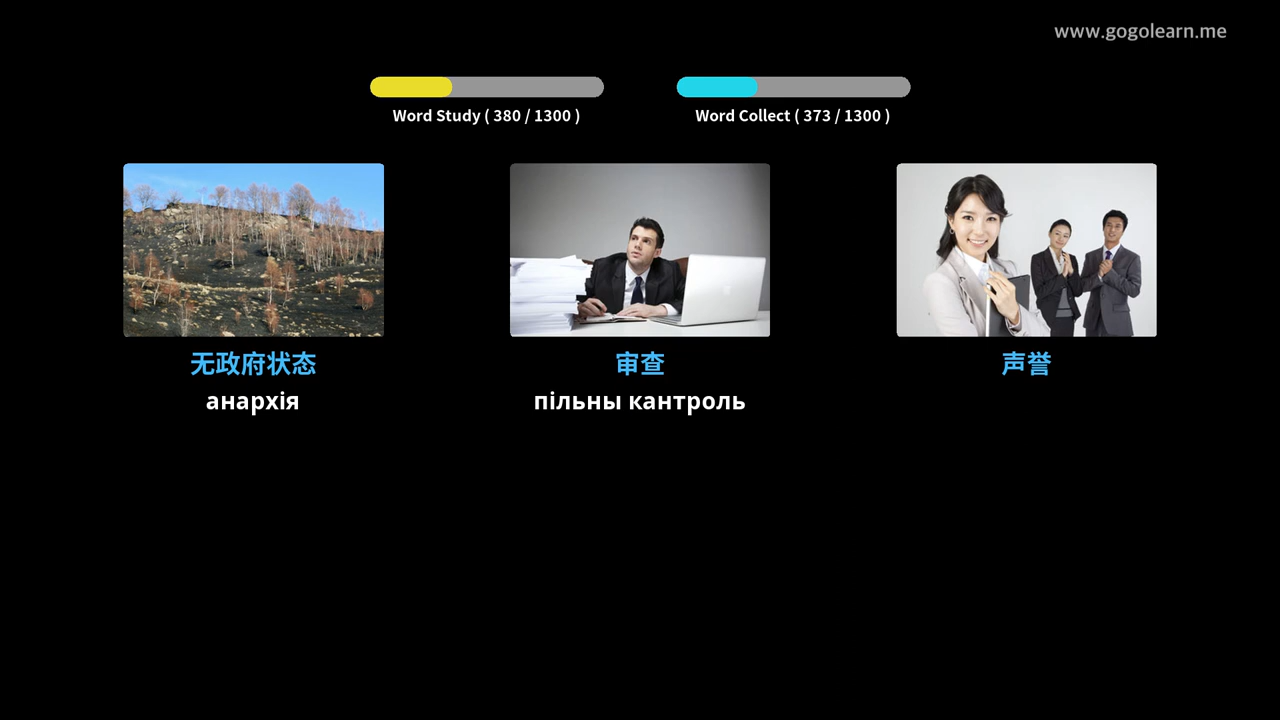 www.gogolearn.me
Word Study ( 380 / 1300 )
Word Collect ( 373 / 1300 )
无政府状态
анархія
审查
пільны кантроль
声誉